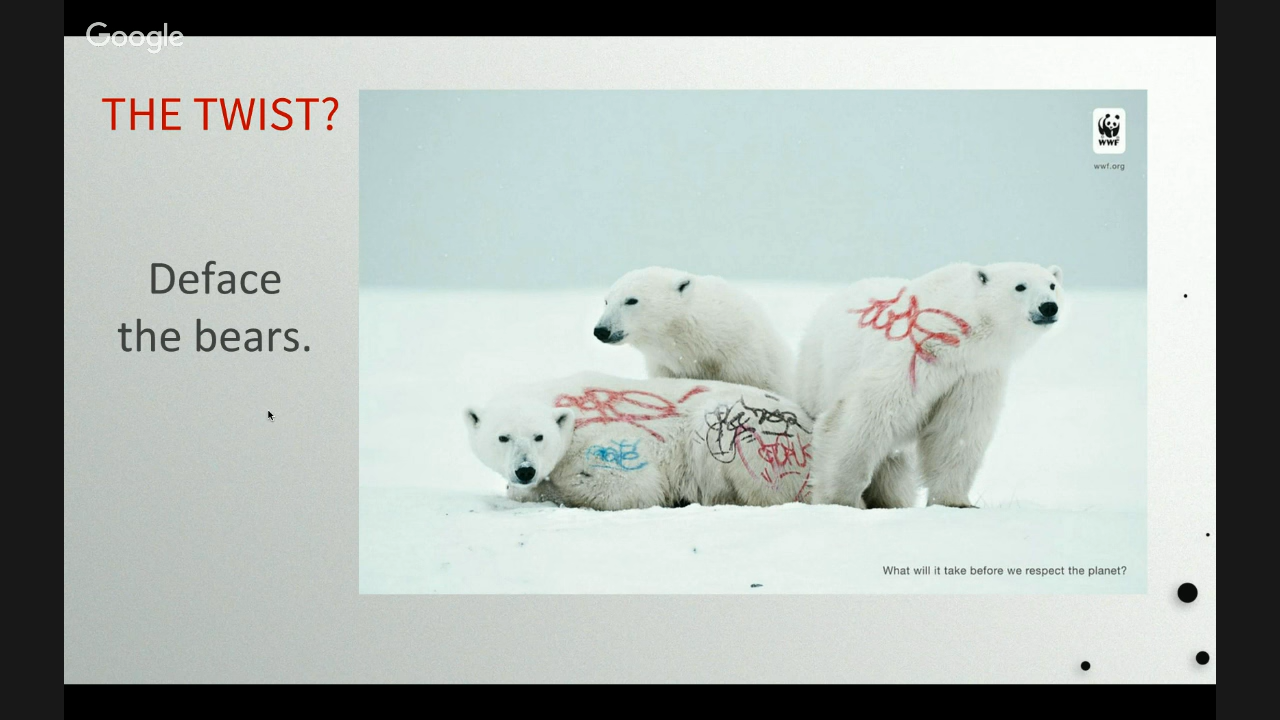 Google
THE TWIST?
Deface
the bears.
WWF
wwf.org
What will it take before we respect the planet?